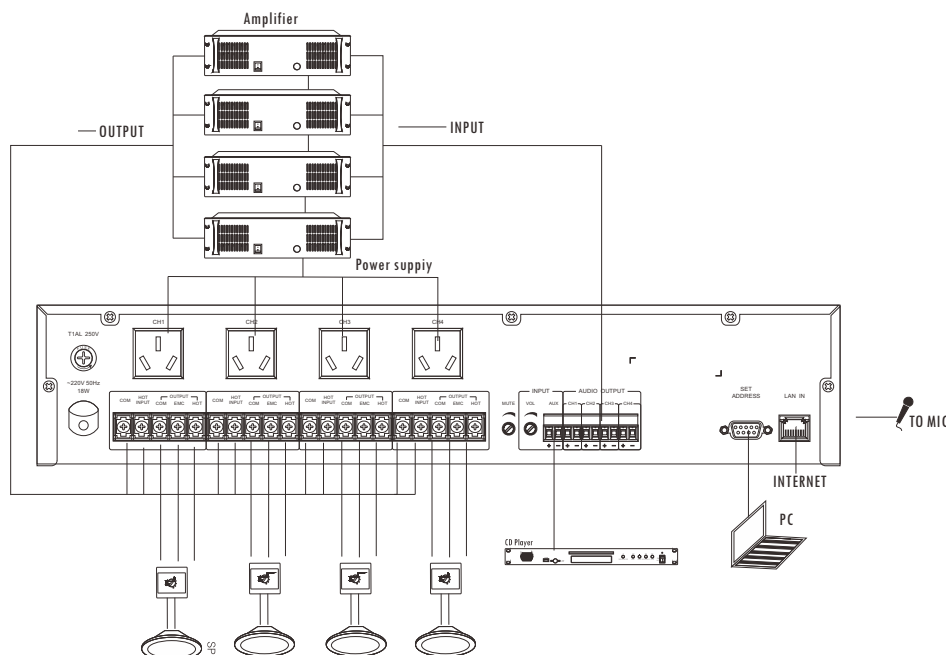 Amplifier
OUTPUT
INPUT
Power suppiy
CH1 CH2 CH3 CH4
T1AL 250V
~220V 50Hz
18W
COM HOT INPUT OUTPUT COM EMC HOT COM HOT INPUT OUTPUT COM EMC HOT COM HOT INPUT OUTPUT COM EMC HOT COM HOT INPUT OUTPUT COM EMC HOT
INPUT AUDIO OUTPUT
MUTE VOL AUX CH1 CH2 CH3 CH4
+ - + - + - + - + -
SET
ADDRESS
LAN IN
TO MIC
INTERNET
PC
CD Player
SP